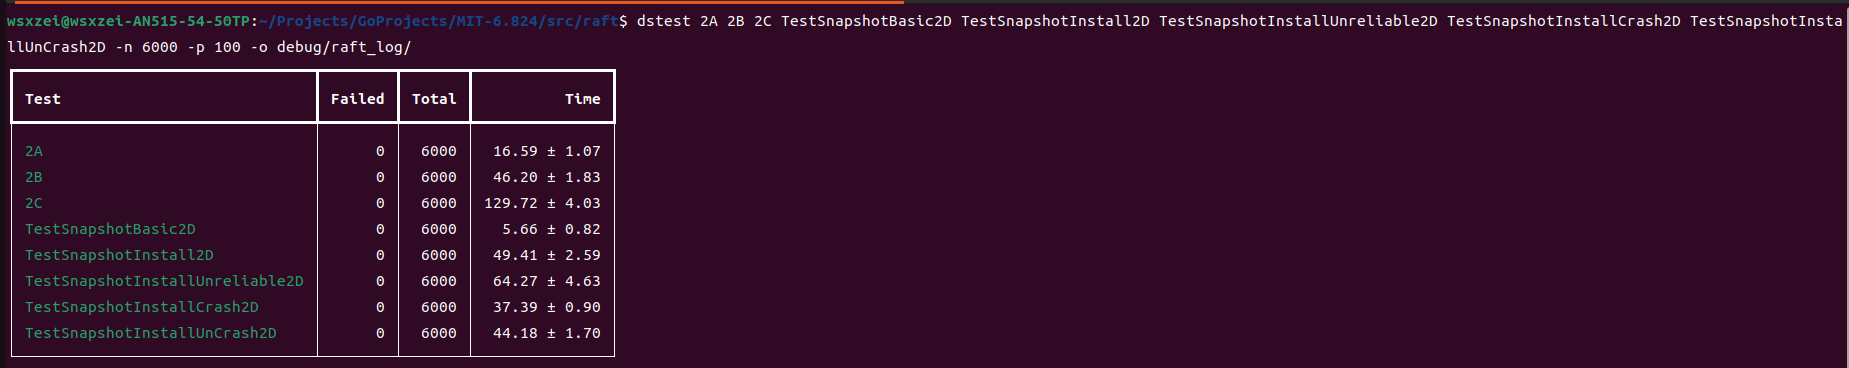 wsxzei@wsxzei-AN515-54-50TP:~/Projects/GoProjects/MIT-6.824/src/raft$ dstest 2A 2B 2C TestSnapshotBasic2D TestSnapshotInstall2D TestSnapshotInstallUnreliable2D TestSnapshotInstallCrash2D TestSnapshotInsta
llUnCrash2D -n 6000 -p 100 -o debug/raft_log/
Test Failed Total Time
2A 0 6000 16.59 ± 1.07
2B 0 6000 46.20 ± 1.83
2C 0 6000 129.72 ± 4.03
TestSnapshotBasic2D 0 6000 5.66 ± 0.82
TestSnapshotInstall2D 0 6000 49.41 ± 2.59
TestSnapshotInstallUnreliable2D 0 6000 64.27 ± 4.63
TestSnapshotInstallCrash2D 0 6000 37.39 ± 0.90
TestSnapshotInstallUnCrash2D 0 6000 44.18 ± 1.70